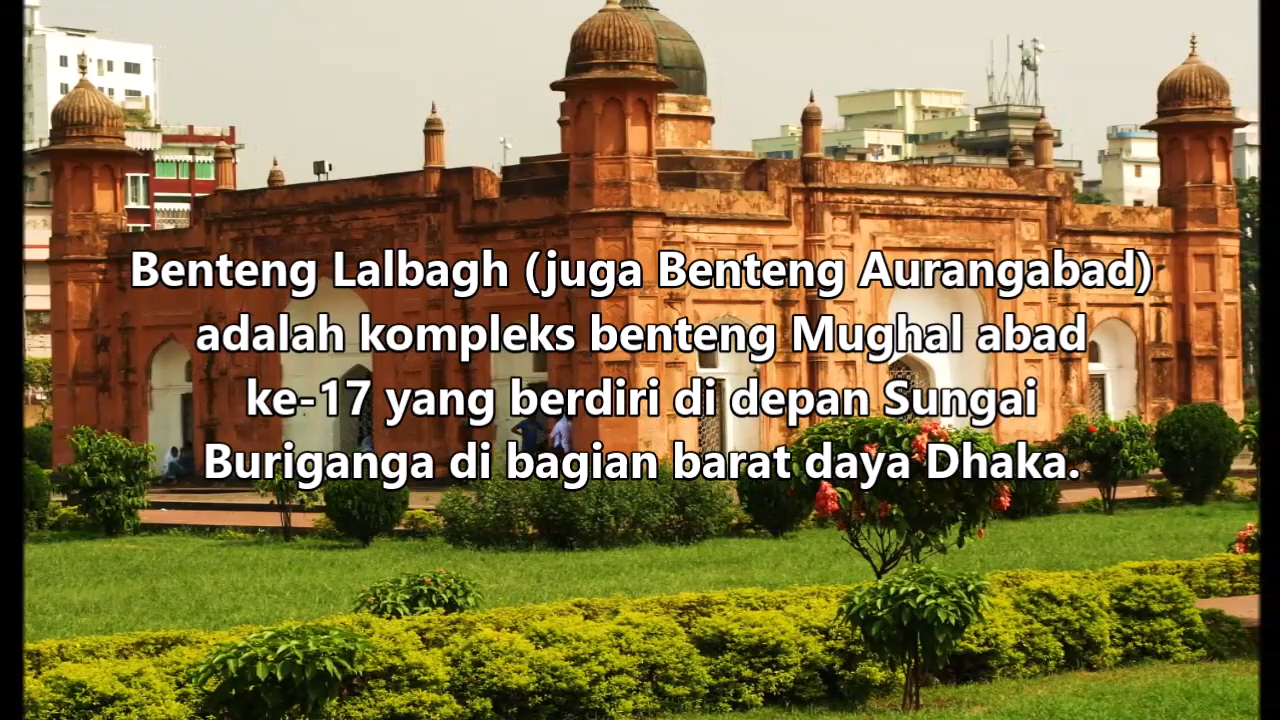 Benteng Lalbagh (juga Benteng Aurangabad)
adalah kompleks benteng Mughal abad
ke-17 yang berdiri di depan Sungai
Buriganga di bagian barat daya Dhaka.